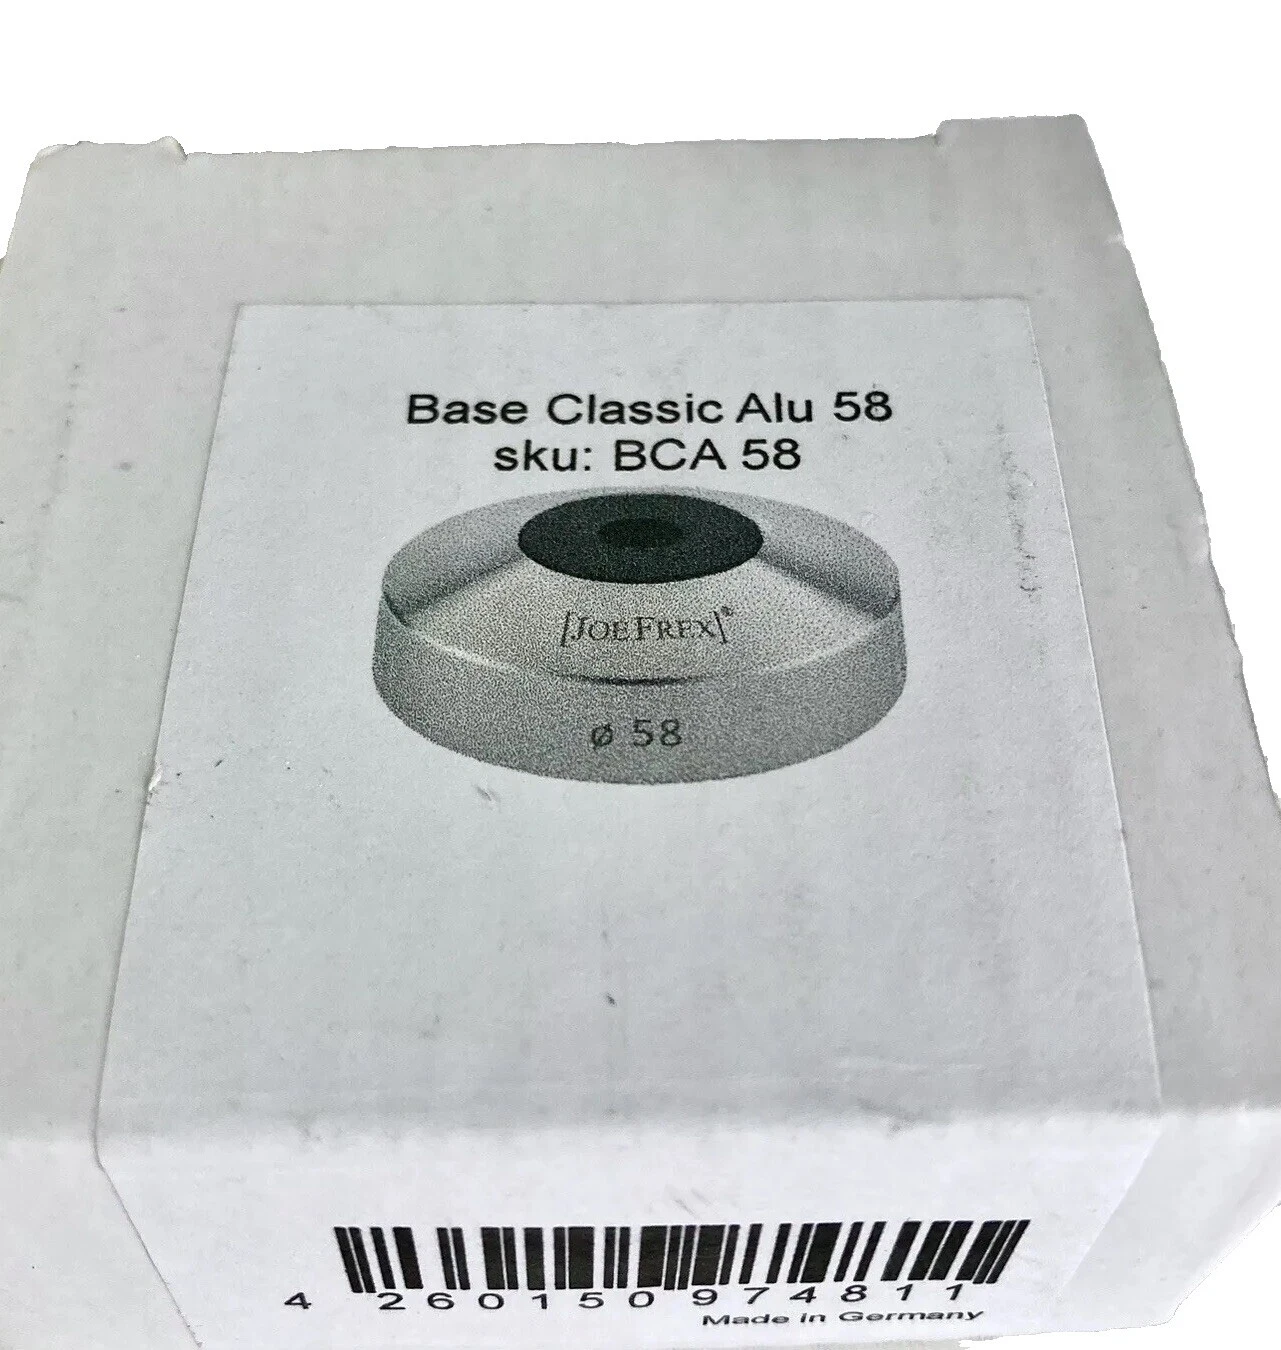 Base Classic Alu 58
sku: BCA 58
[JOEFREX]®
ø 58
4 260150 974811
Made in Germany